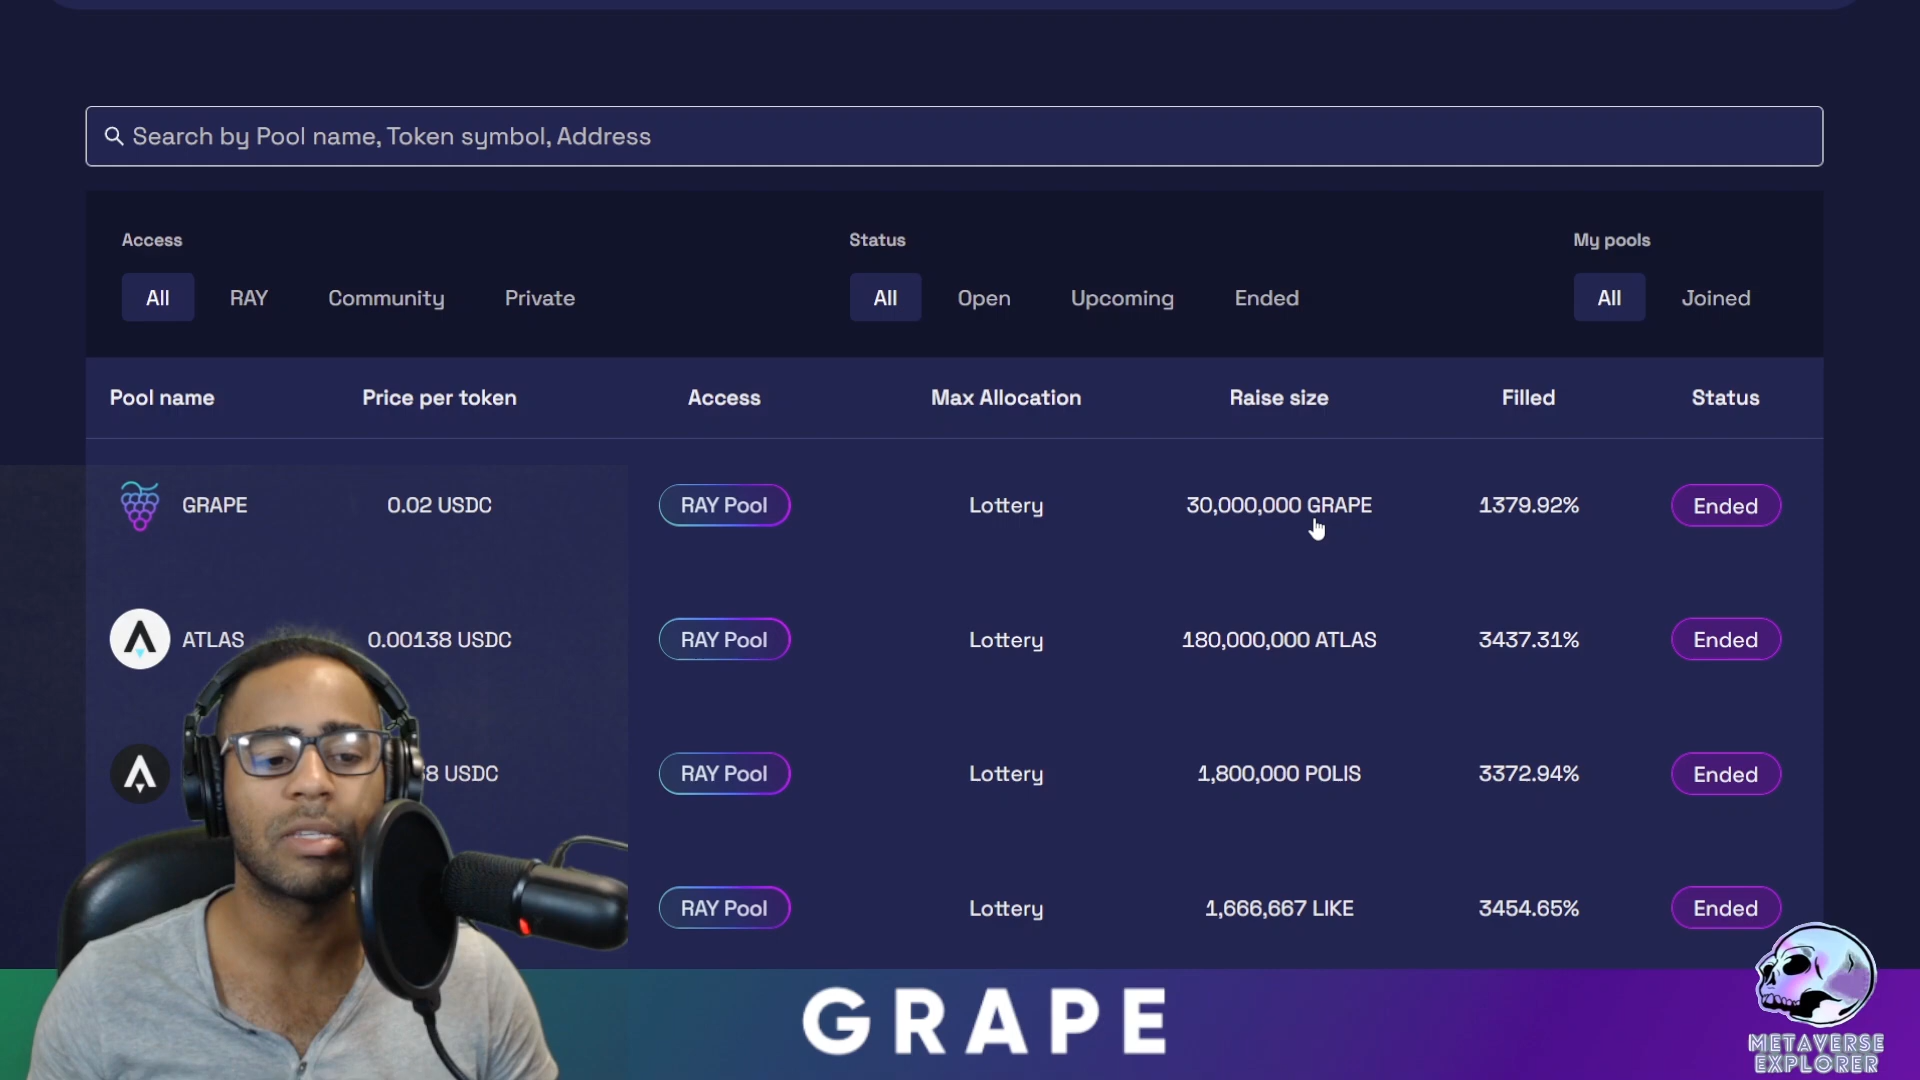 Search by Pool name, Token symbol, Address
Access Status My pools
All RAY Community Private All Open Upcoming Ended All Joined
Pool name Price per token Access Max Allocation Raise size Filled Status
GRAPE 0.02 USDC RAY Pool Lottery 30,000,000 GRAPE 1379.92% Ended
ATLAS 0.00138 USDC RAY Pool Lottery 180,000,000 ATLAS 3437.31% Ended
USDC RAY Pool Lottery 1,800,000 POLIS 3372.94% Ended
RAY Pool Lottery 1,666,667 LIKE 3454.65% Ended
GRAPE
METAVERSE
EXPLORER